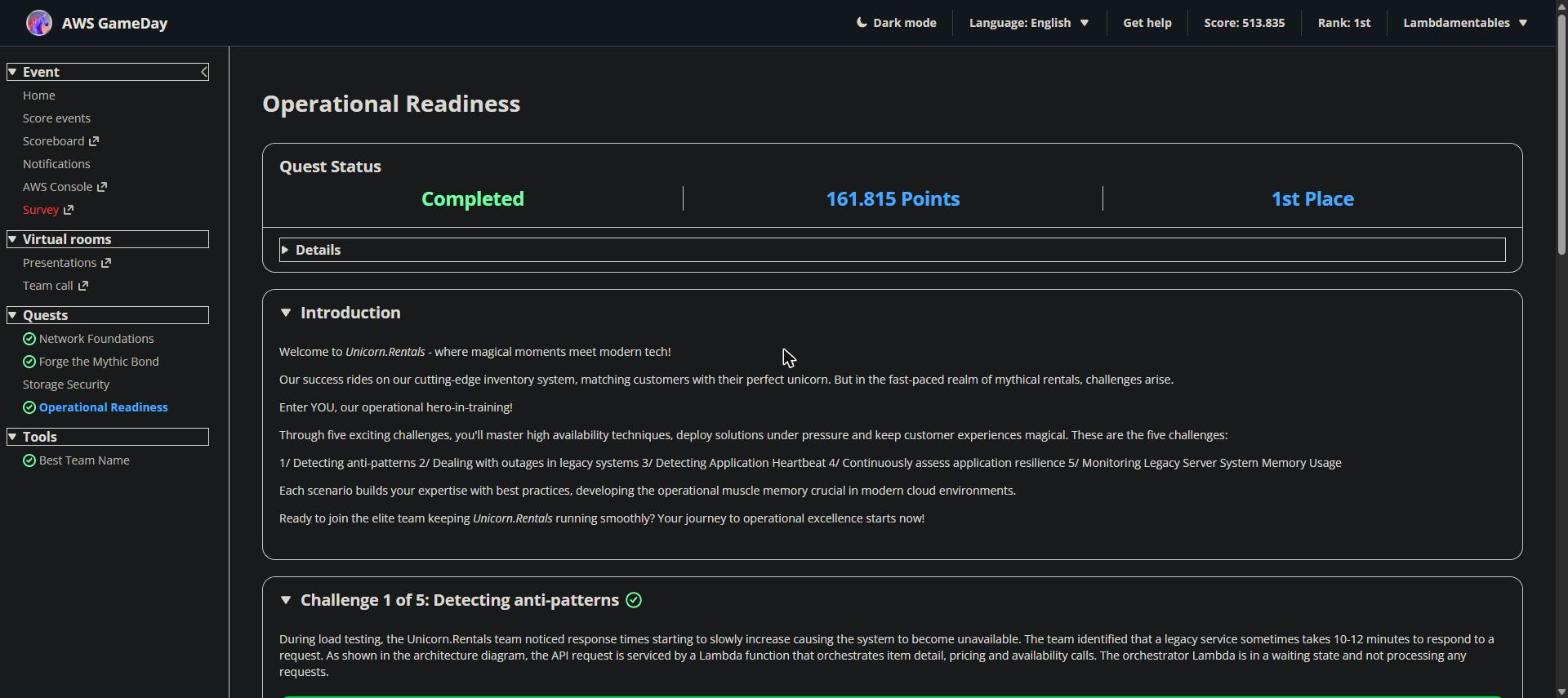 AWS GameDay
Dark mode
Language: English
Get help
Score: 513.835
Rank: 1st
Lambdamentables
Event
Home
Score events
Scoreboard
Notifications
AWS Console
Survey
Virtual rooms
Presentations
Team call
Quests
Network Foundations
Forge the Mythic Bond
Storage Security
Operational Readiness
Tools
Best Team Name
Operational Readiness
Quest Status
Completed
161.815 Points
1st Place
Details
Introduction
Welcome to Unicorn.Rentals - where magical moments meet modern tech!
Our success rides on our cutting-edge inventory system, matching customers with their perfect unicorn. But in the fast-paced realm of mythical rentals, challenges arise.
Enter YOU, our operational hero-in-training!
Through five exciting challenges, you'll master high availability techniques, deploy solutions under pressure and keep customer experiences magical. These are the five challenges:
1/ Detecting anti-patterns 2/ Dealing with outages in legacy systems 3/ Detecting Application Heartbeat 4/ Continuously assess application resilience 5/ Monitoring Legacy Server System Memory Usage
Each scenario builds your expertise with best practices, developing the operational muscle memory crucial in modern cloud environments.
Ready to join the elite team keeping Unicorn.Rentals running smoothly? Your journey to operational excellence starts now!
Challenge 1 of 5: Detecting anti-patterns
During load testing, the Unicorn.Rentals team noticed response times starting to slowly increase causing the system to become unavailable. The team identified that a legacy service sometimes takes 10-12 minutes to respond to a
request. As shown in the architecture diagram, the API request is serviced by a Lambda function that orchestrates item detail, pricing and availability calls. The orchestrator Lambda is in a waiting state and not processing any
requests.